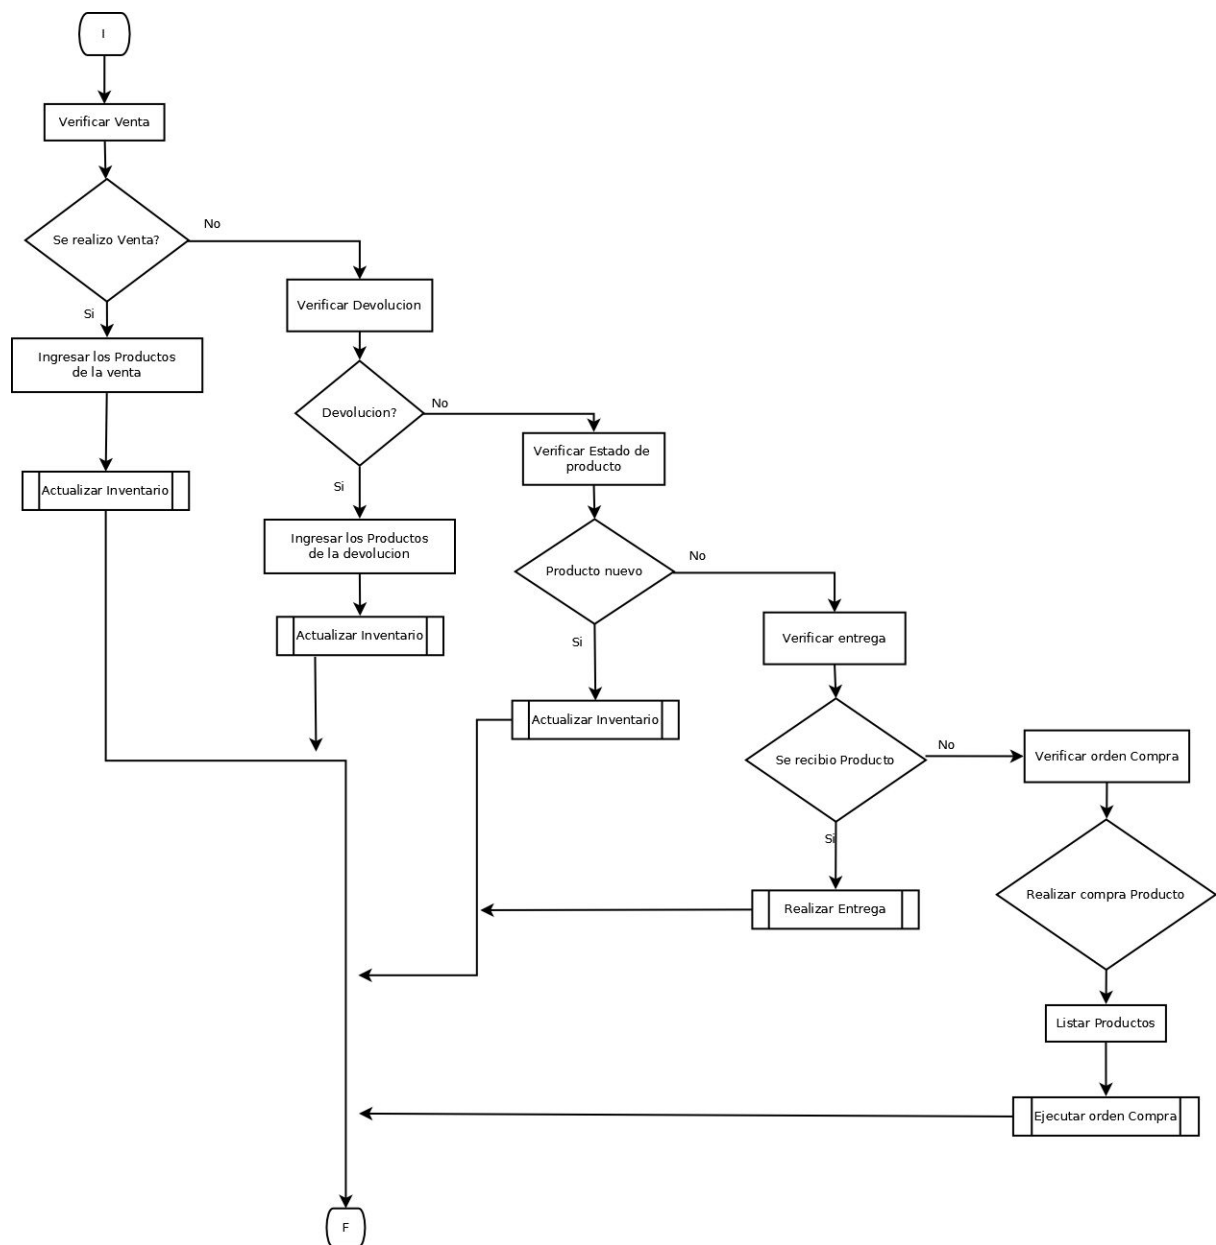 I
Verificar Venta
Se realizo Venta?
No
Si
Ingresar los Productos
de la venta
Actualizar Inventario
Verificar Devolucion
Devolucion?
No
Si
Ingresar los Productos
de la devolucion
Actualizar Inventario
Verificar Estado de
producto
Producto nuevo
No
Si
Actualizar Inventario
Verificar entrega
Se recibio Producto
No
Si
Realizar Entrega
Verificar orden Compra
Realizar compra Producto
Listar Productos
Ejecutar orden Compra
F